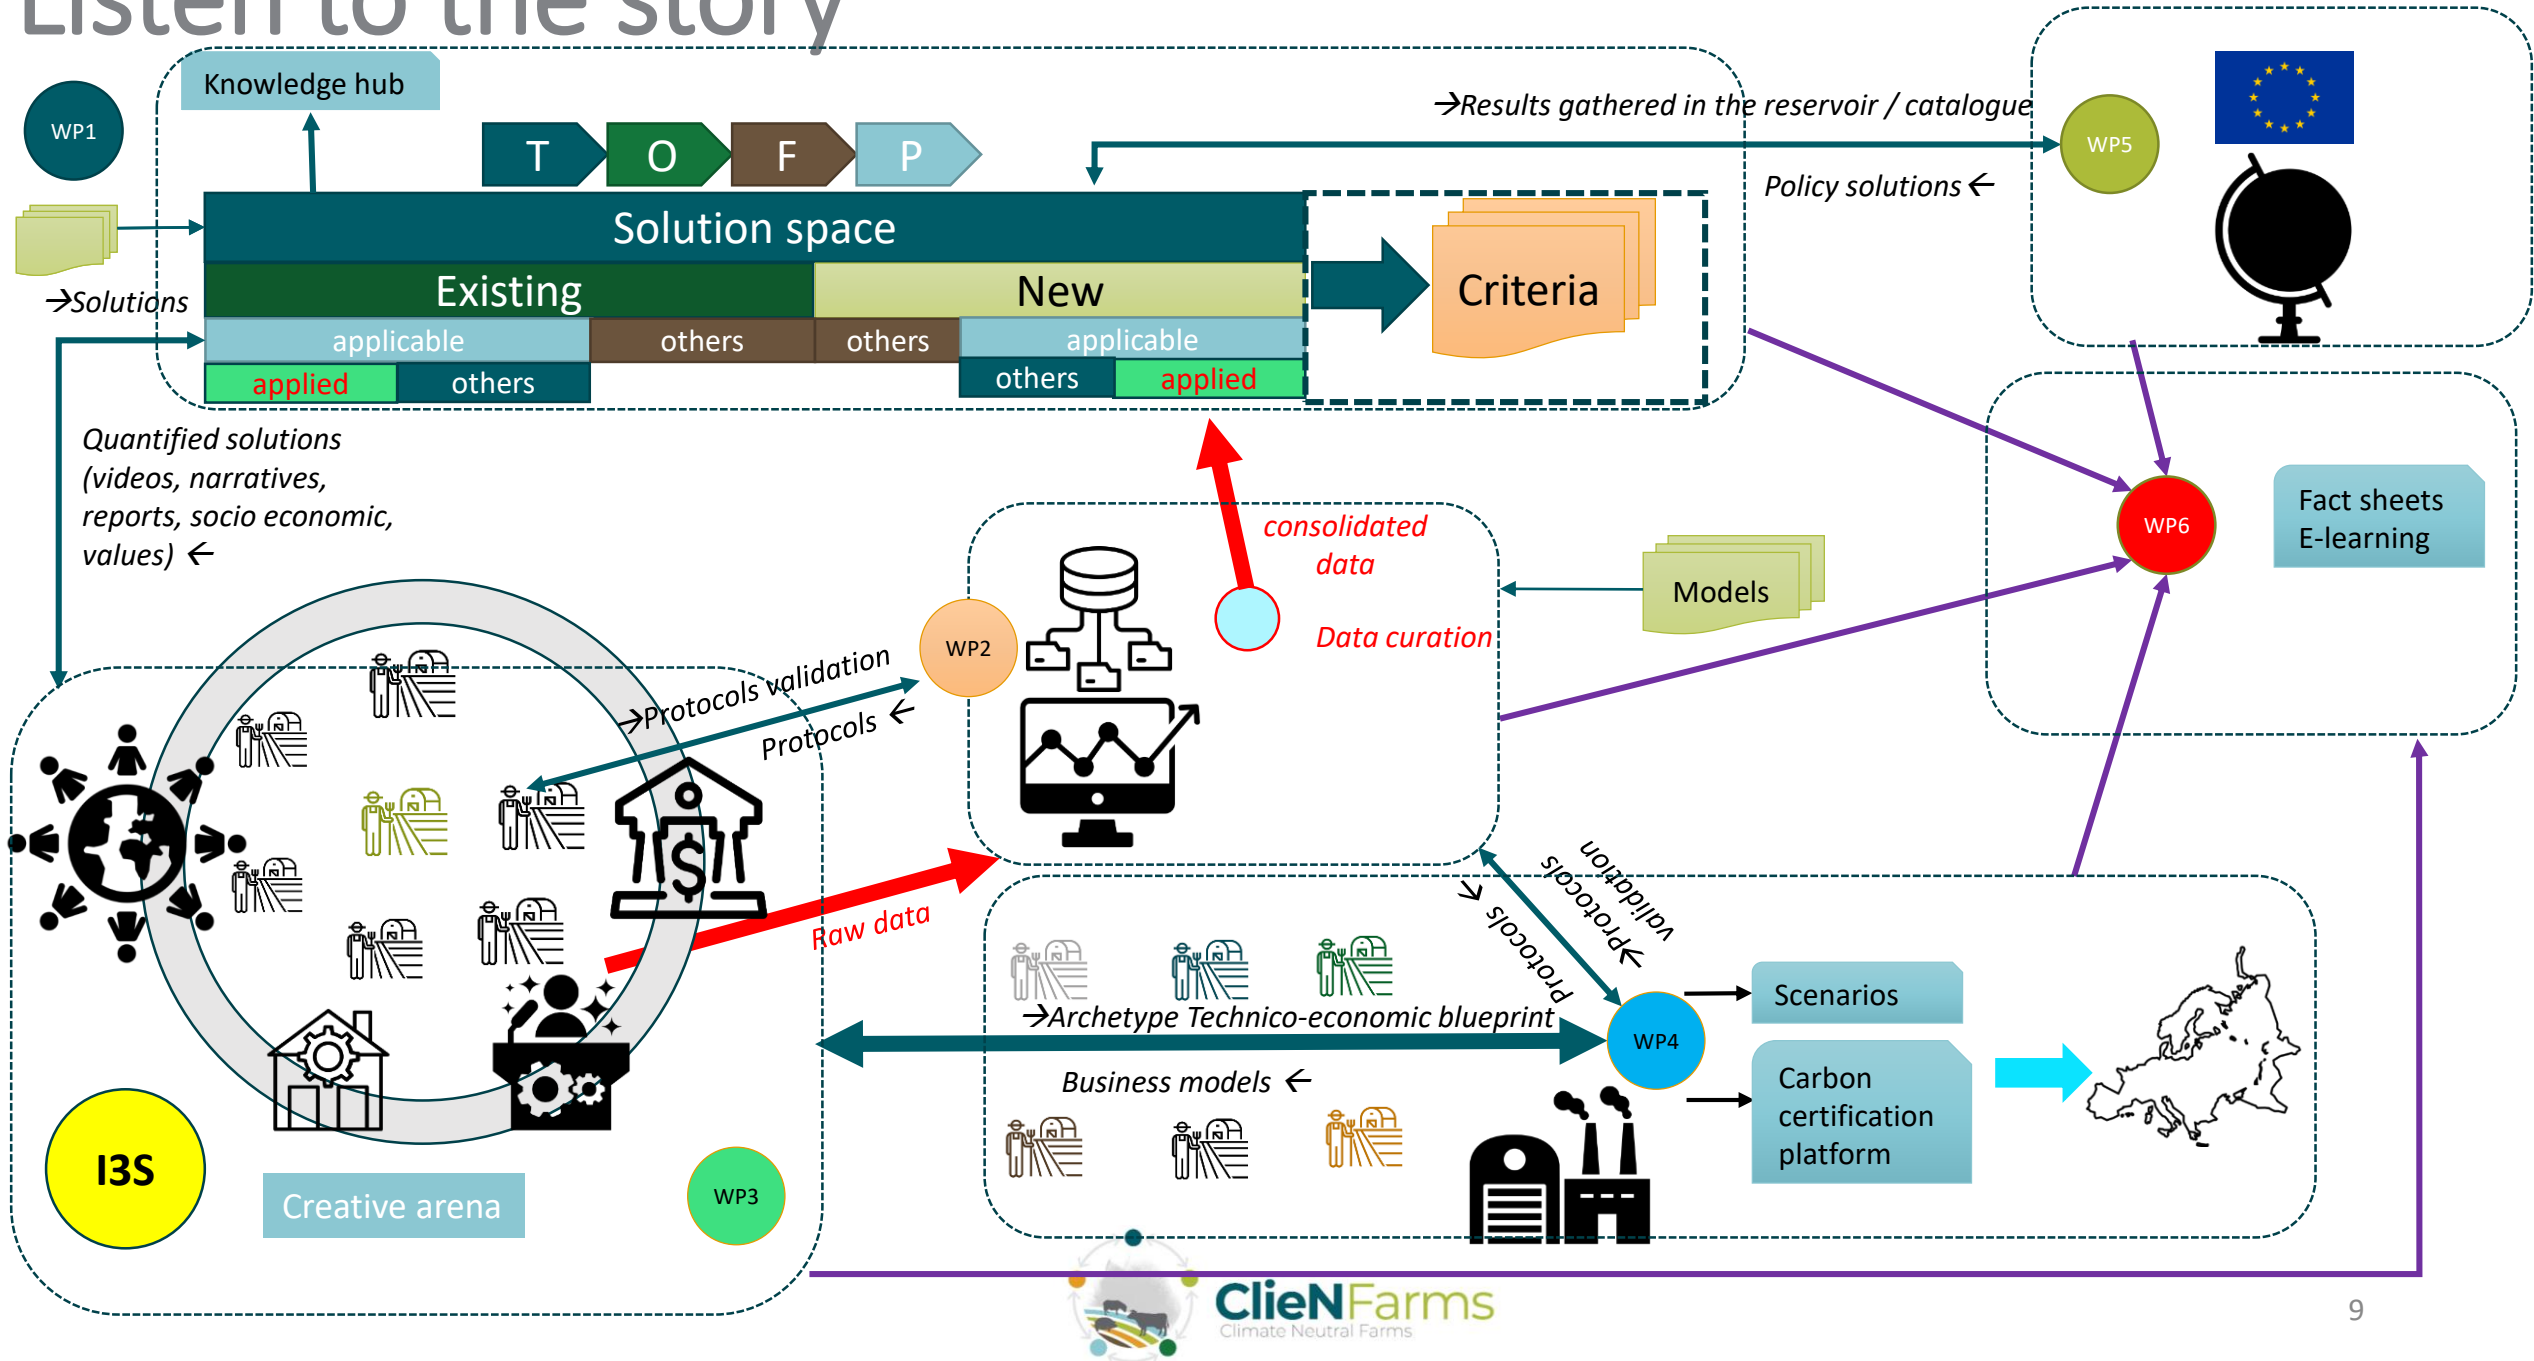 Listen to the story
Knowledge hub
WP1
T
O
F
P
→Results gathered in the reservoir / catalogue
WP5
Policy solutions←
Solution space
Existing
New
Criteria
→Solutions
applicable
others
others
applicable
applied
others
others
applied
Quantified solutions
(videos, narratives,
reports, socio economic,
values) ←
consolidated
data
Data curation
Models
WP6
Fact sheets
E-learning
WP2
→Protocols validation
Protocols ←
Raw data
→Protocols
validation
Protocols ←
→Archetype Technico-economic blueprint
WP4
Business models ←
Scenarios
Carbon
certification
platform
I3S
Creative arena
WP3
ClieNFarms
Climate Neutral Farms
9